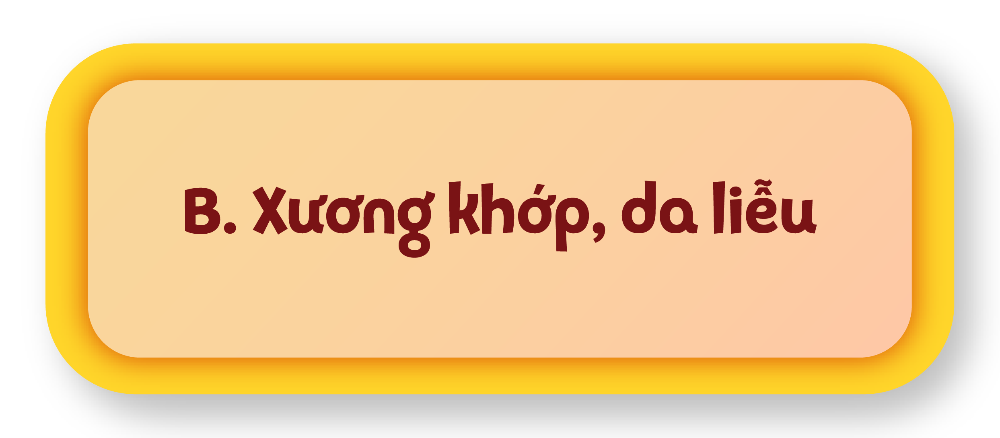 B. Xương khớp, da liễu